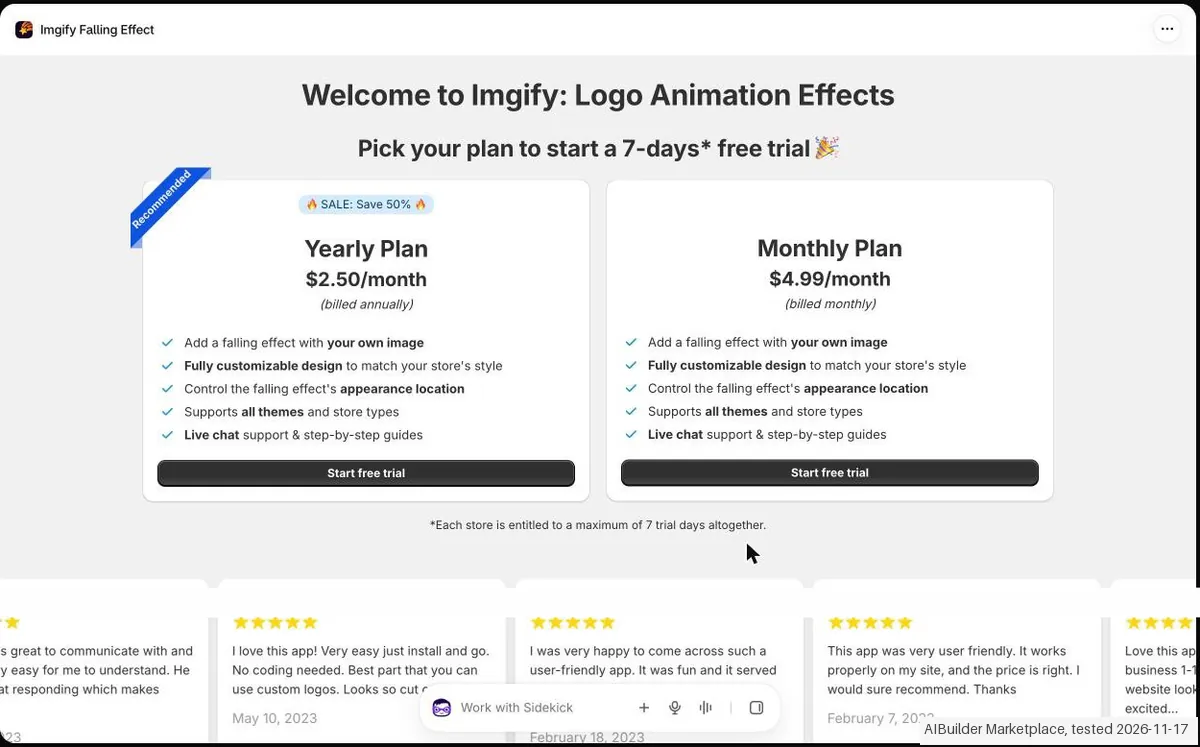 Imgify Falling Effect
Welcome to Imgify: Logo Animation Effects
Pick your plan to start a 7-days* free trial🎉
Recommended
🔥 SALE: Save 50% 🔥
Yearly Plan
$2.50/month
(billed annually)
Add a falling effect with your own image
Fully customizable design to match your store's style
Control the falling effect's appearance location
Supports all themes and store types
Live chat support & step-by-step guides
Start free trial
Monthly Plan
$4.99/month
(billed monthly)
Add a falling effect with your own image
Fully customizable design to match your store's style
Control the falling effect's appearance location
Supports all themes and store types
Live chat support & step-by-step guides
Start free trial
*Each store is entitled to a maximum of 7 trial days altogether.
s great to communicate with and
y easy for me to understand. He
at responding which makes
23
I love this app! Very easy just install and go.
No coding needed. Best part that you can
use custom logos. Looks so cut
May 10, 2023
I was very happy to come across such a
user-friendly app. It was fun and it served
February 18, 2023
This app was very user friendly. It works
properly on my site, and the price is right. I
would sure recommend. Thanks
February 7, 2023
Love this ap
business 1-1
website look
excited...
Work with Sidekick
AIBuilder Marketplace, tested 2026-11-17